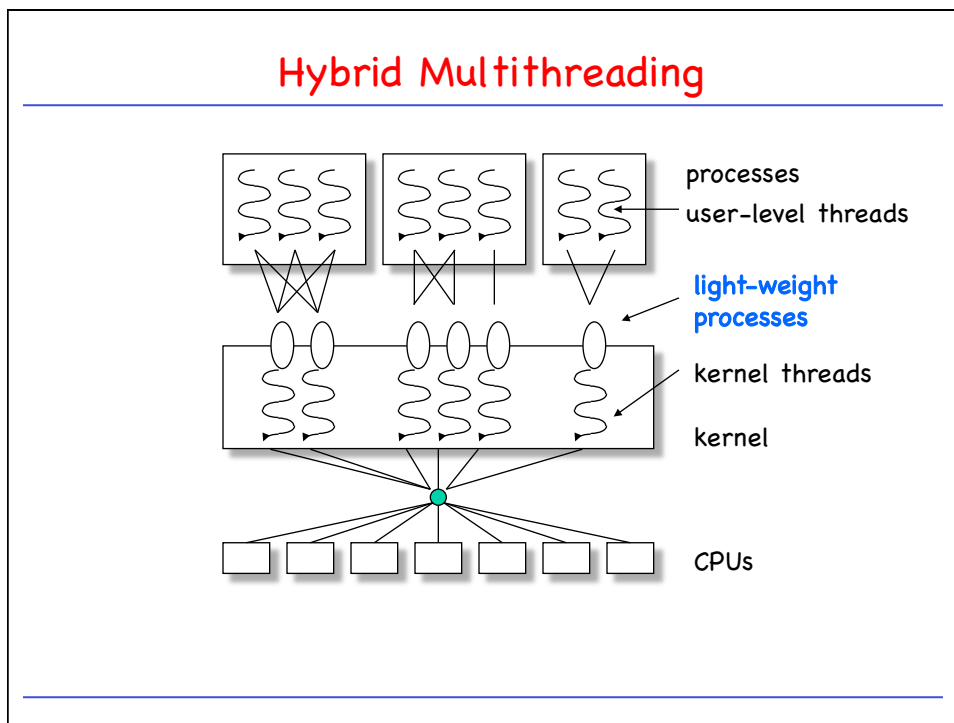 Hybrid Multithreading
processes
user-level threads
light-weight
processes
kernel threads
kernel
CPUs